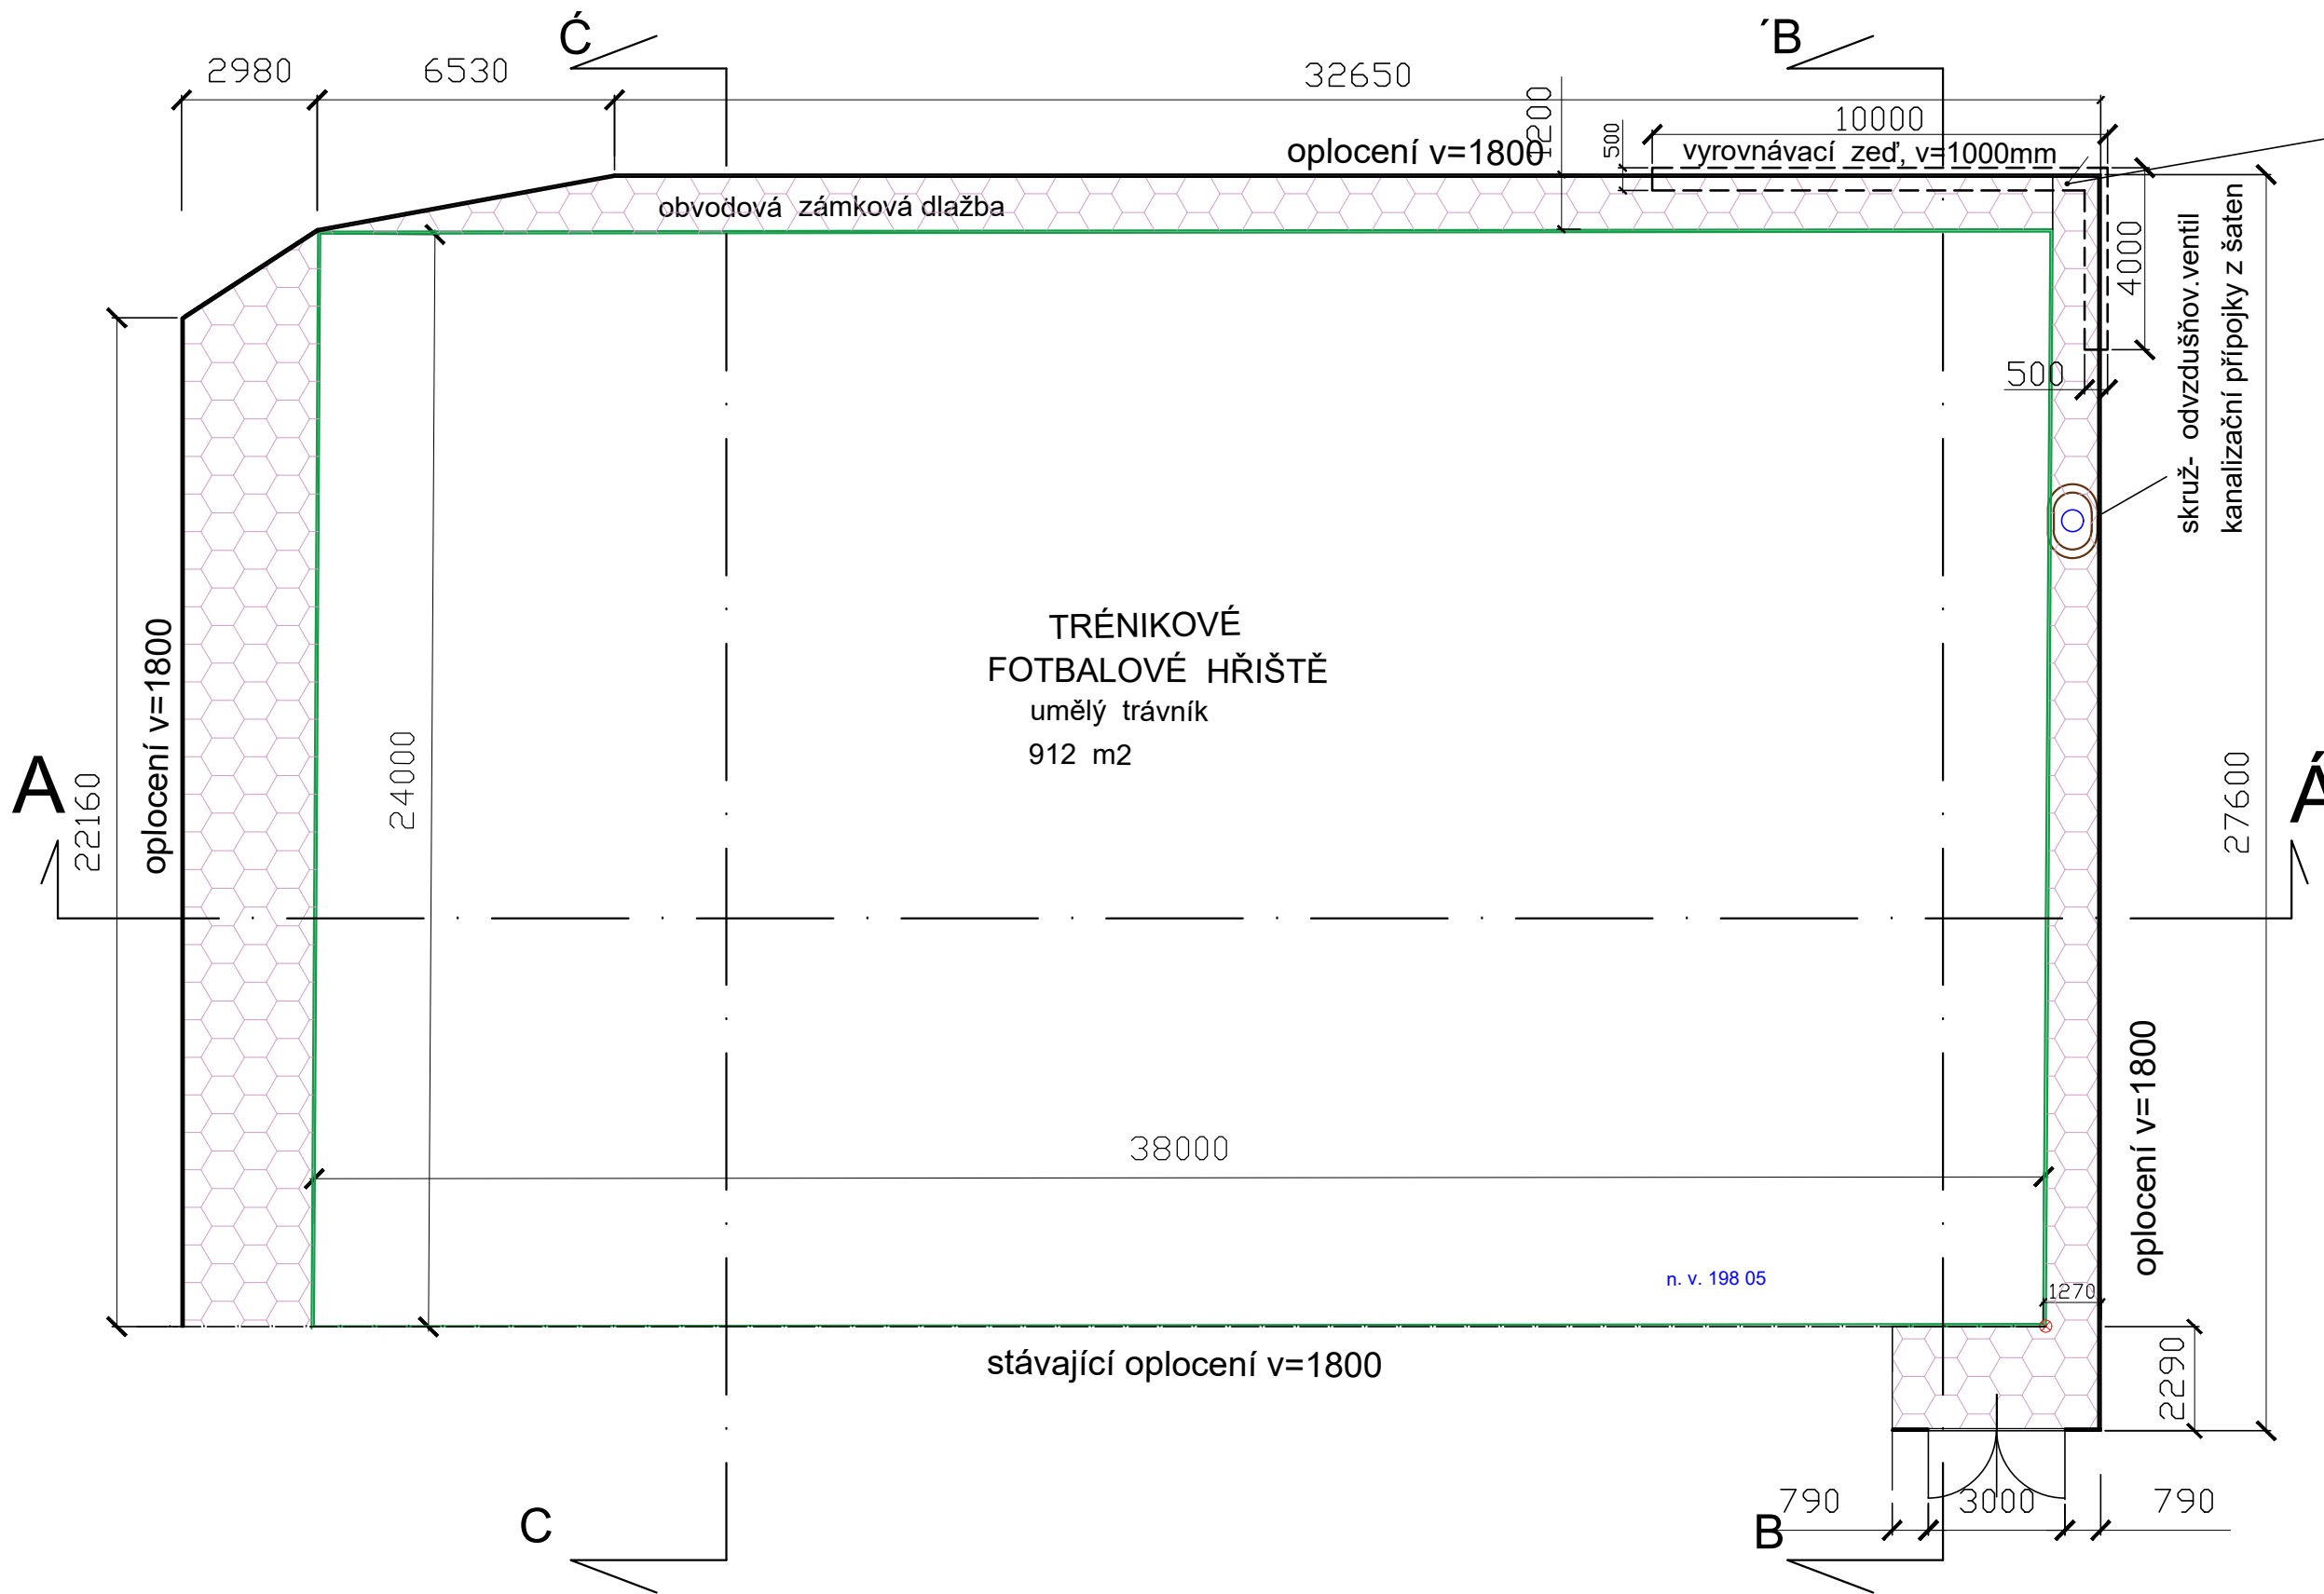 Ć
´B
2980
6530
32650
1200
10000
500
oplocení v=1800
vyrovnávací zeď, v=1000mm
obvodová zámková dlažba
4000
500
skruž- odvzdušňov.ventil
kanalizační přípojky z šaten
TRÉNIKOVÉ
FOTBALOVÉ HŘIŠTĚ
umělý trávník
912 m2
A
Á
22160
oplocení v=1800
24000
27600
38000
oplocení v=1800
n. v. 198 05
1270
stávající oplocení v=1800
2290
790
3000
790
C
B